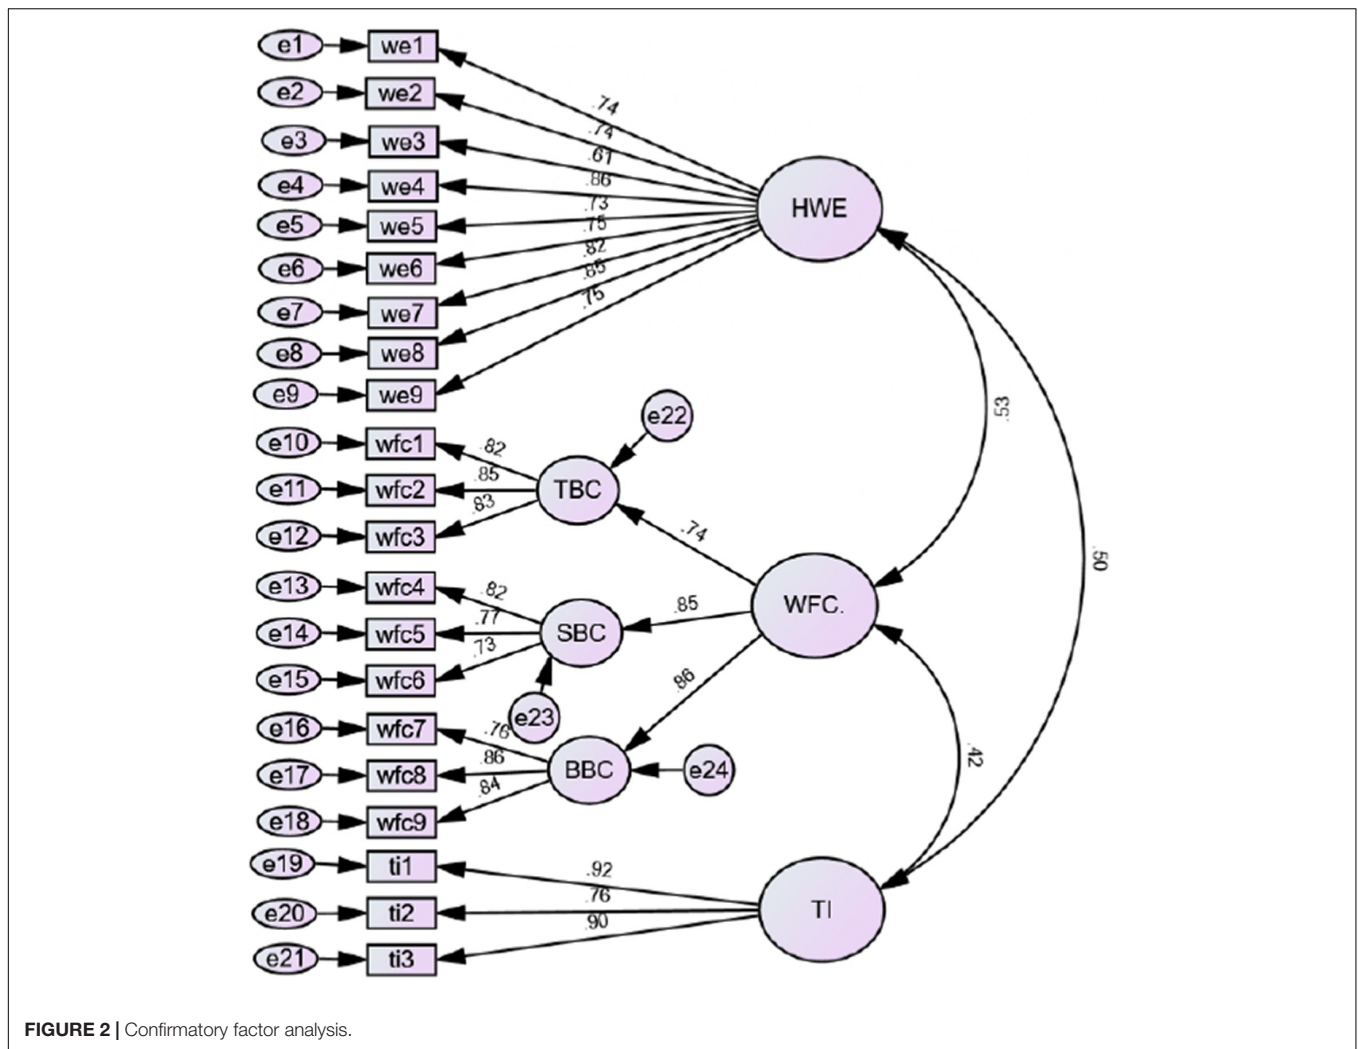 e1 we1
e2 we2
e3 we3
e4 we4
e5 we5
e6 we6
e7 we7
e8 we8
e9 we9
.74
.74
.61
.86
.73
.75
.82
.85
.75
HWE
.53
.50
e22
e10 wfc1
e11 wfc2
e12 wfc3
.82
.85
.83
TBC
.74
e13 wfc4
e14 wfc5
e15 wfc6
.82
.77
.73
SBC
.85
WFC.
e23
.86
e16 wfc7
e17 wfc8
e18 wfc9
.76
.86
.84
BBC
e24
.42
e19 ti1
e20 ti2
e21 ti3
.92
.76
.90
TI
FIGURE 2 | Confirmatory factor analysis.